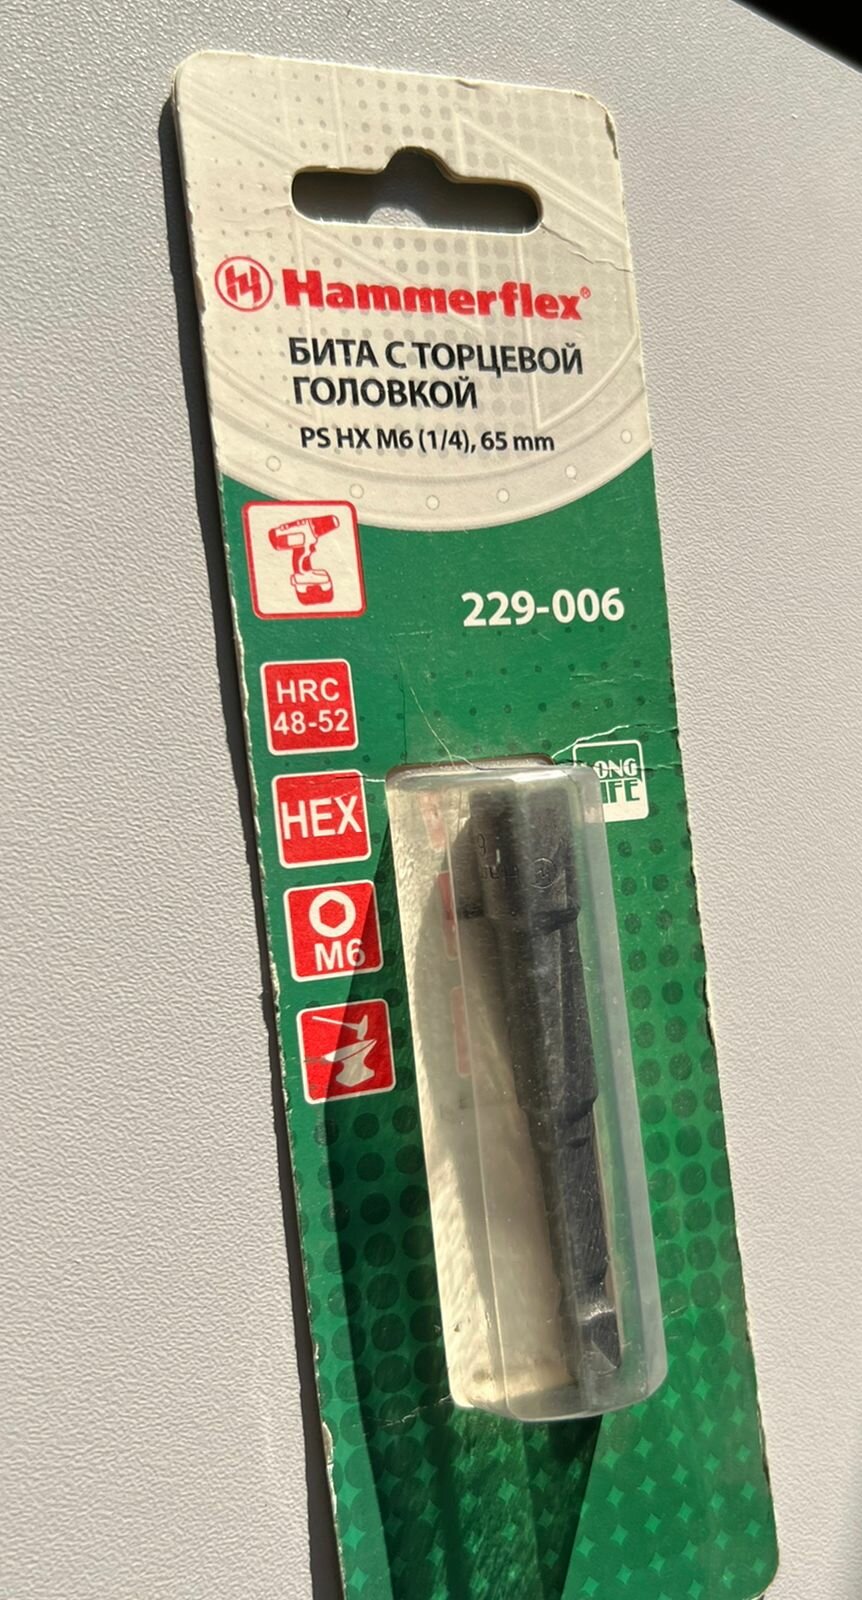 Hammerflex®
БИТА С ТОРЦЕВОЙ
ГОЛОВКОЙ
PS HX M6 (1/4), 65 mm
229-006
HRC
48-52
HEX
M6